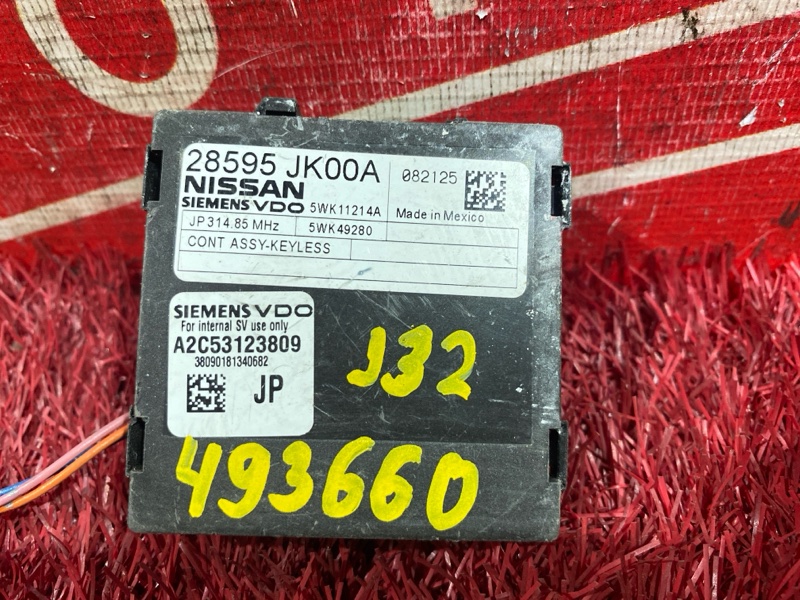 28595 JK00A 082125
NISSAN
SIEMENS VDO 5WK11214A Made in Mexico
JP 314.85 MHz 5WK49280
CONT ASSY-KEYLESS
SIEMENS VDO
For internal SV use only
A2C53123809
38090181340682
JP
J32
493660